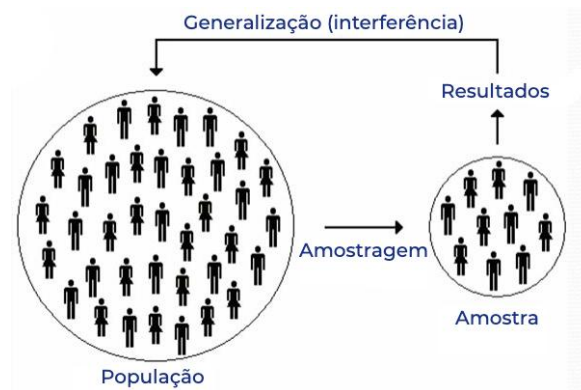 Generalização (interferência)
Resultados
Amostragem
Amostra
População